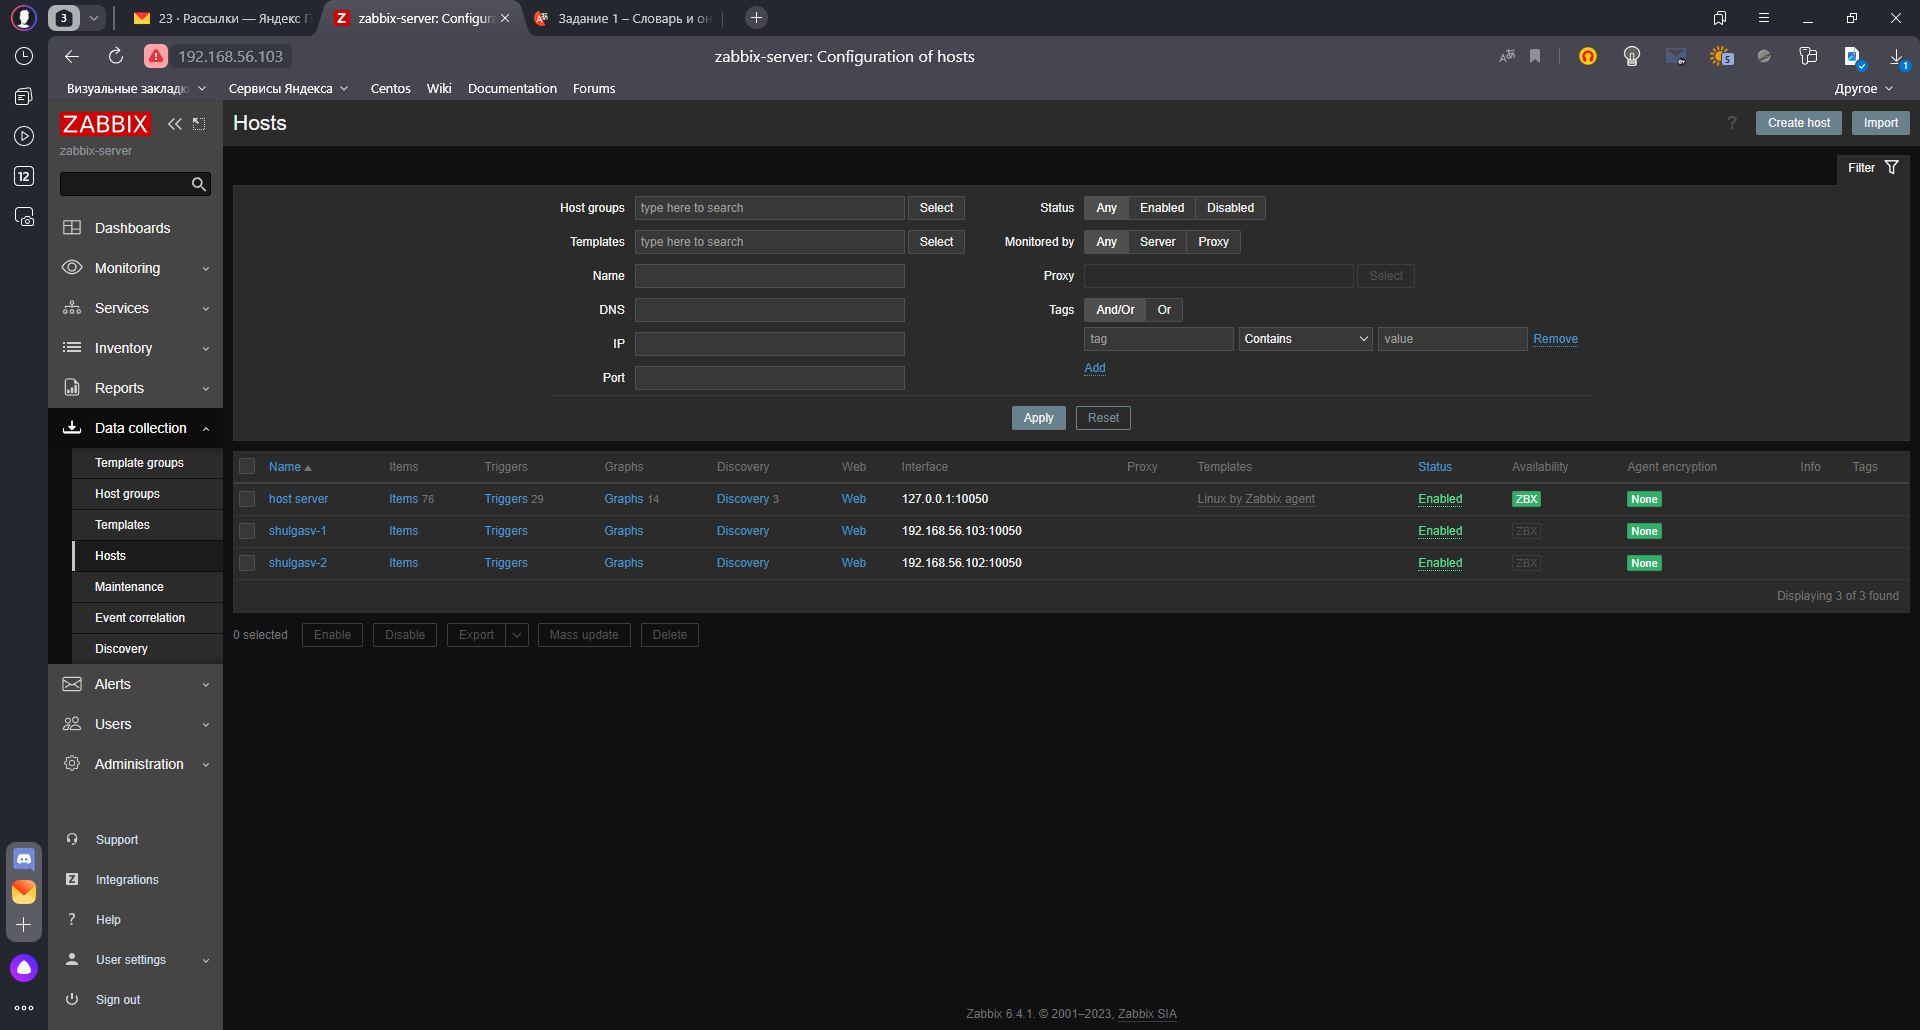 3
23 · Рассылки — Яндекс П
zabbix-server: Configura
Задание 1 – Словарь и он
192.168.56.103
zabbix-server: Configuration of hosts
5
1
Визуальные закладк
Сервисы Яндекса
Centos
Wiki
Documentation
Forums
Другое
12
ZABBIX
zabbix-server
Dashboards
Monitoring
Services
Inventory
Reports
Data collection
Template groups
Host groups
Templates
Hosts
Maintenance
Event correlation
Discovery
Alerts
Users
Administration
Support
Integrations
Help
User settings
Sign out
Hosts
?
Create host
Import
Filter
Host groups type here to search Select
Templates type here to search Select
Name
DNS
IP
Port
Status Any Enabled Disabled
Monitored by Any Server Proxy
Proxy Select
Tags And/Or Or
tag Contains value Remove
Add
Apply Reset
Name Items Triggers Graphs Discovery Web Interface Proxy Templates Status Availability Agent encryption Info Tags
host server Items 76 Triggers 29 Graphs 14 Discovery 3 Web 127.0.0.1:10050 Linux by Zabbix agent Enabled ZBX None
shulgasv-1 Items Triggers Graphs Discovery Web 192.168.56.103:10050 Enabled ZBX None
shulgasv-2 Items Triggers Graphs Discovery Web 192.168.56.102:10050 Enabled ZBX None
Displaying 3 of 3 found
0 selected Enable Disable Export Mass update Delete
Zabbix 6.4.1. © 2001–2023, Zabbix SIA